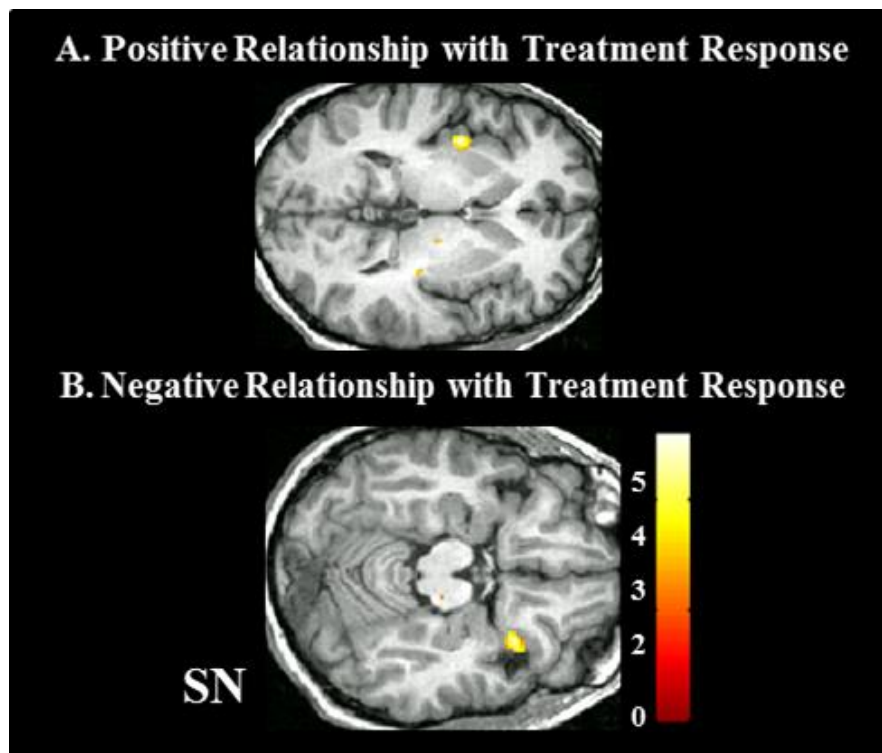 A. Positive Relationship with Treatment Response
B. Negative Relationship with Treatment Response
5
4
3
2
0
SN